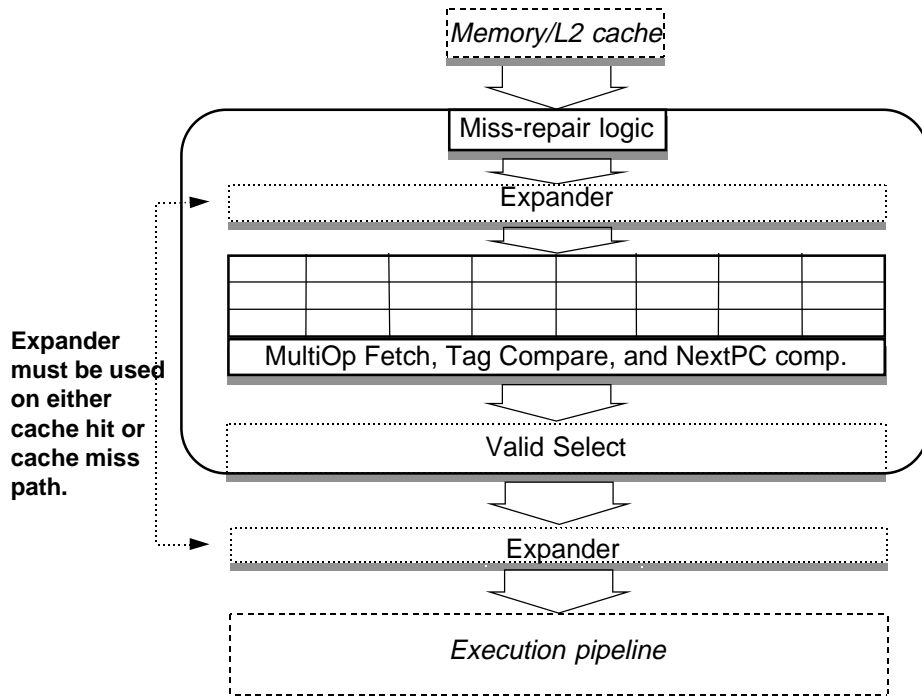 Memory/L2 cache
Miss-repair logic
Expander
MultiOp Fetch, Tag Compare, and NextPC comp.
Valid Select
Expander
Execution pipeline
Expander
must be used
on either
cache hit or
cache miss
path.